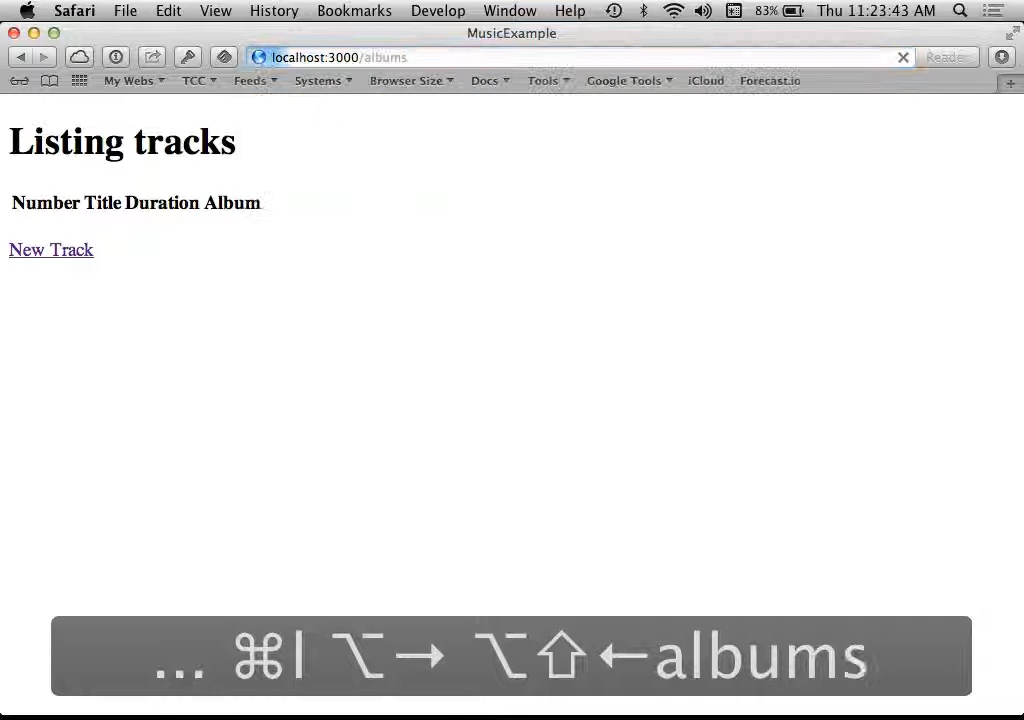 Safari File Edit View History Bookmarks Develop Window Help 83% Thu 11:23:43 AM
MusicExample
localhost:3000/albums Reader
My Webs TCC Feeds Systems Browser Size Docs Tools Google Tools iCloud Forecast.io
Listing tracks
Number Title Duration Album
New Track
... ⌘l ⌥→ ⌥⇧←albums